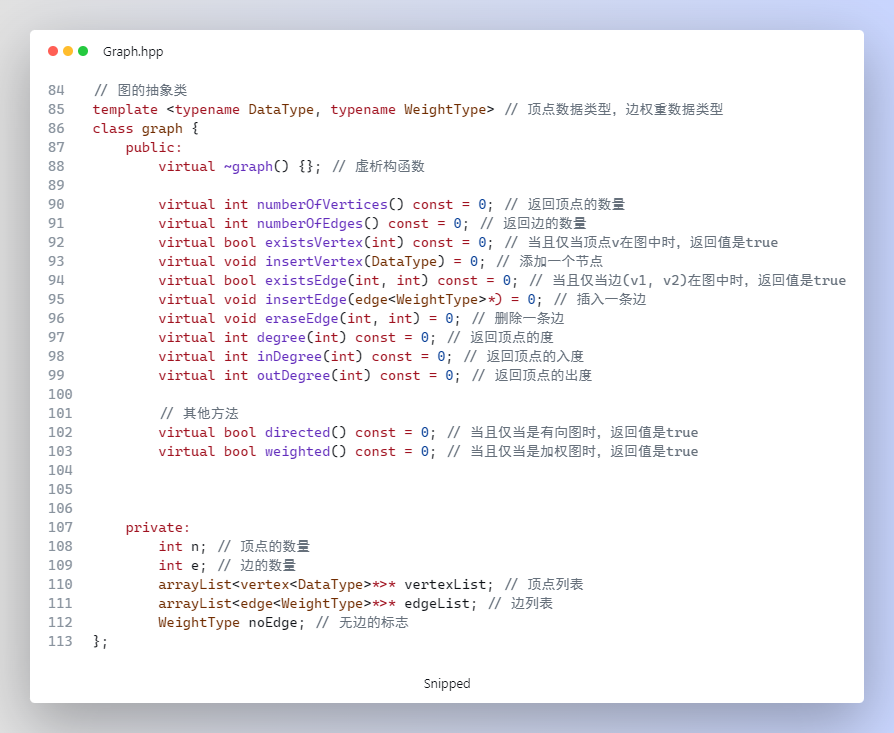 Graph.hpp
84 // 图的抽象类
85 template <typename DataType, typename WeightType> // 顶点数据类型，边权重数据类型
86 class graph {
87 public:
88 virtual ~graph() {}; // 虚析构函数
89
90 virtual int numberOfVertices() const = 0; // 返回顶点的数量
91 virtual int numberOfEdges() const = 0; // 返回边的数量
92 virtual bool existsVertex(int) const = 0; // 当且仅当顶点v在图中时，返回值是true
93 virtual void insertVertex(DataType) = 0; // 添加一个节点
94 virtual bool existsEdge(int, int) const = 0; // 当且仅当边(v1, v2)在图中时，返回值是true
95 virtual void insertEdge(edge<WeightType>*) = 0; // 插入一条边
96 virtual void eraseEdge(int, int) = 0; // 删除一条边
97 virtual int degree(int) const = 0; // 返回顶点的度
98 virtual int inDegree(int) const = 0; // 返回顶点的入度
99 virtual int outDegree(int) const = 0; // 返回顶点的出度
100
101 // 其他方法
102 virtual bool directed() const = 0; // 当且仅当是有向图时，返回值是true
103 virtual bool weighted() const = 0; // 当且仅当是加权图时，返回值是true
104
105
106
107 private:
108 int n; // 顶点的数量
109 int e; // 边的数量
110 arrayList<vertex<DataType>*>* vertexList; // 顶点列表
111 arrayList<edge<WeightType>*>* edgeList; // 边列表
112 WeightType noEdge; // 无边的标志
113 };
Snipped